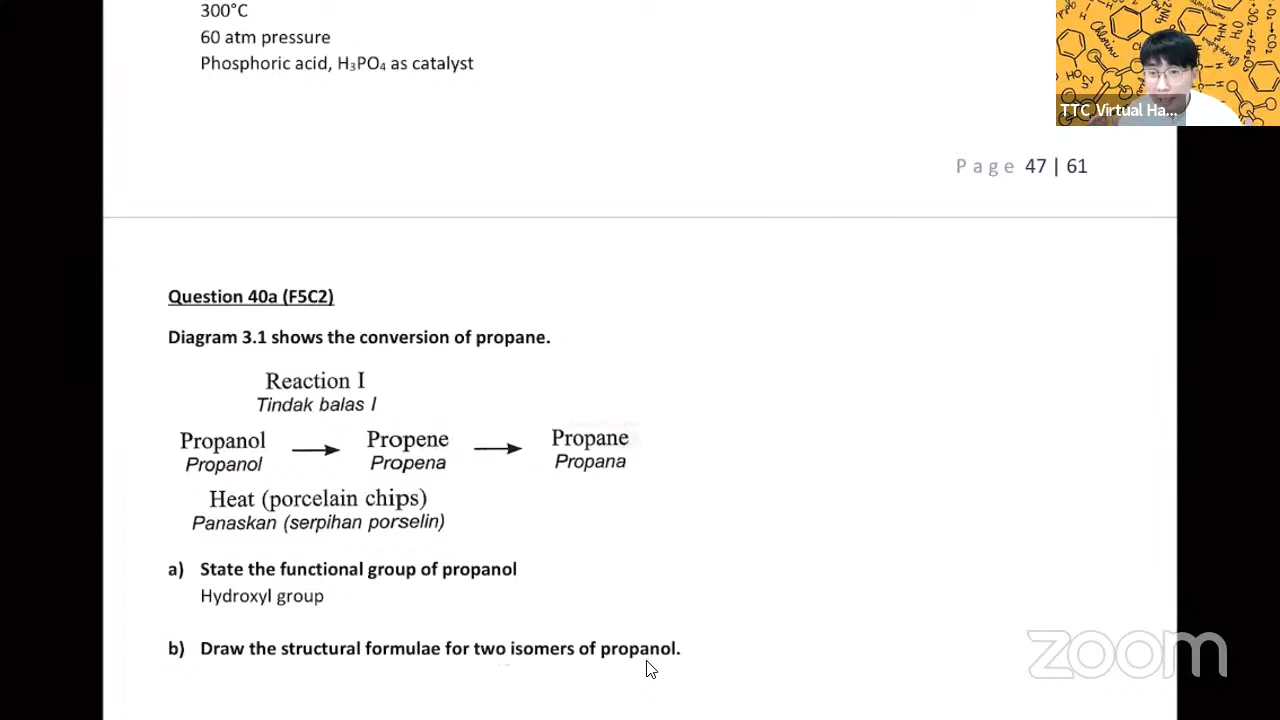 300°C
60 atm pressure
Phosphoric acid, H₃PO₄ as catalyst
TTC Virtual Ha...
Page 47 | 61
Question 40a (F5C2)
Diagram 3.1 shows the conversion of propane.
Reaction I
Tindak balas I
Propanol → Propene → Propane
Propanol Propena Propana
Heat (porcelain chips)
Panaskan (serpihan porselin)
a) State the functional group of propanol
Hydroxyl group
b) Draw the structural formulae for two isomers of propanol.
zoom